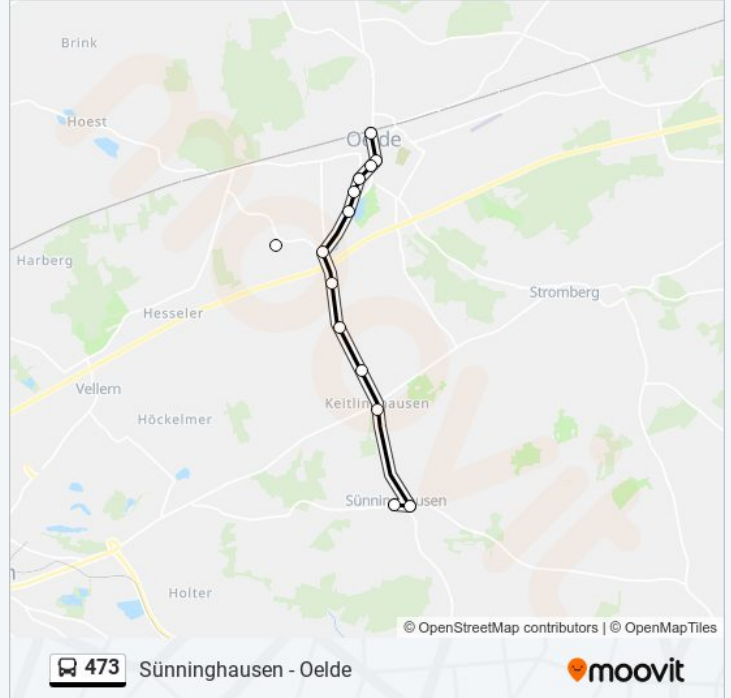 Brink
Hoest
Oelde
Harberg
Stromberg
Hesseler
Vellern
Keitlinghausen
Höckelmer
Sünninghausen
Holter
© OpenStreetMap contributors | © OpenMapTiles
473 Sünninghausen - Oelde
moovit